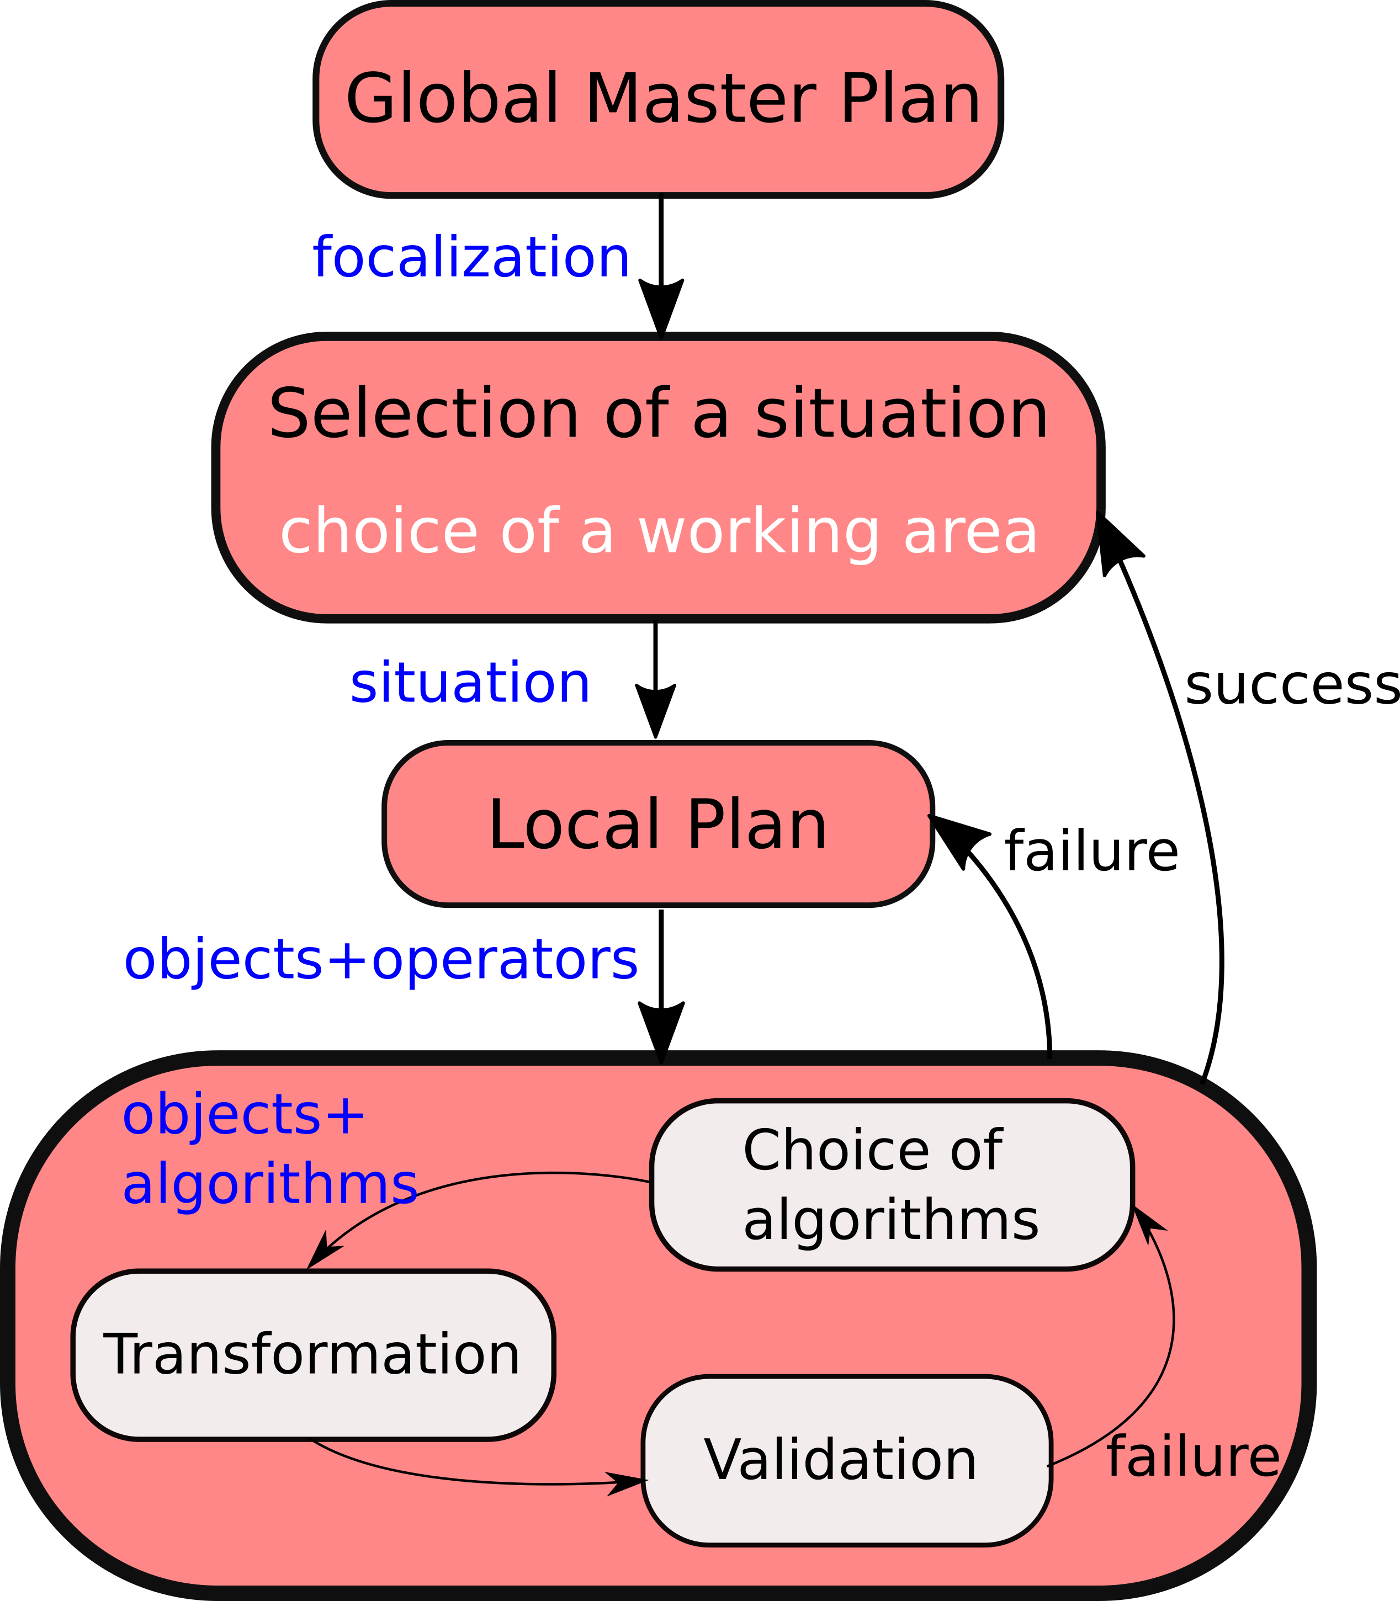 Global Master Plan
focalization
Selection of a situation
choice of a working area
situation
success
Local Plan
failure
objects+operators
objects+
algorithms
Choice of
algorithms
Transformation
Validation
failure